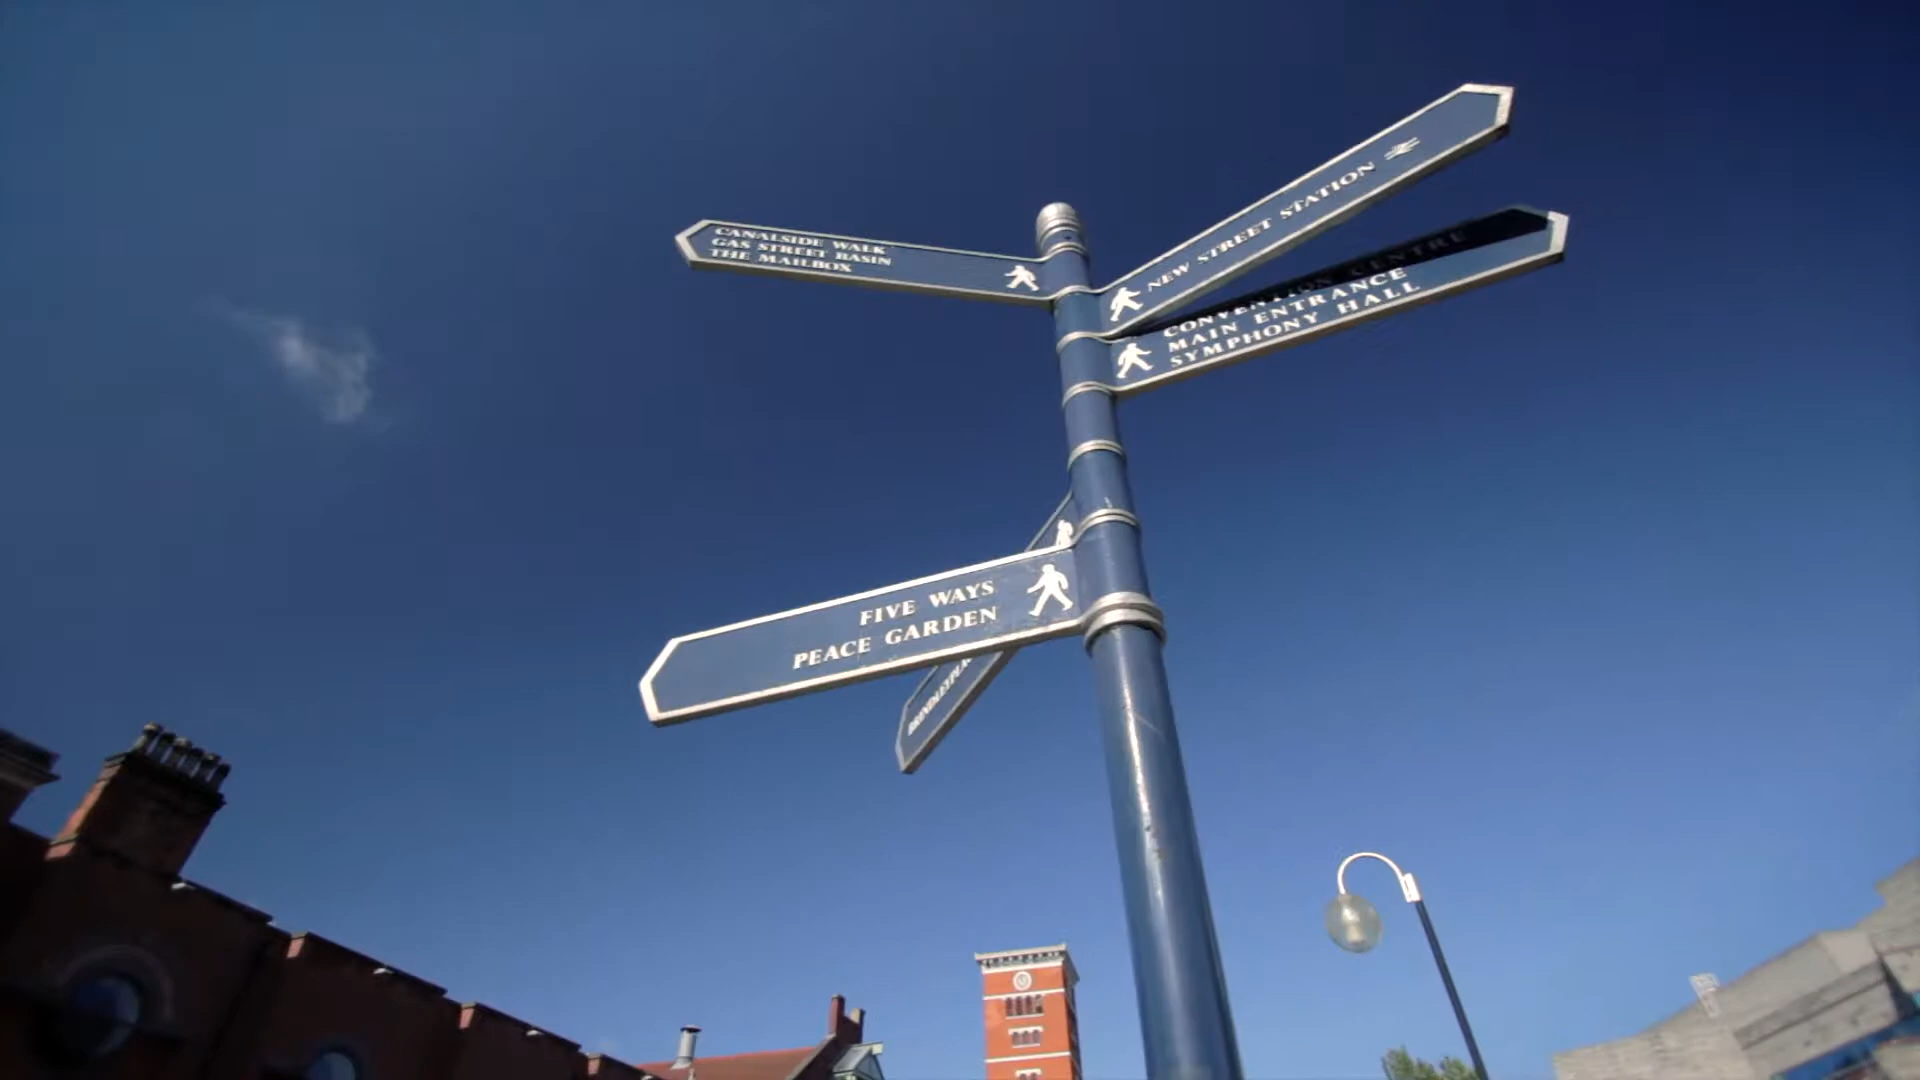 CANALSIDE WALK
GAS STREET BASIN
THE MAILBOX
NEW STREET STATION
CONVENTION CENTRE
MAIN ENTRANCE
SYMPHONY HALL
FIVE WAYS
PEACE GARDEN